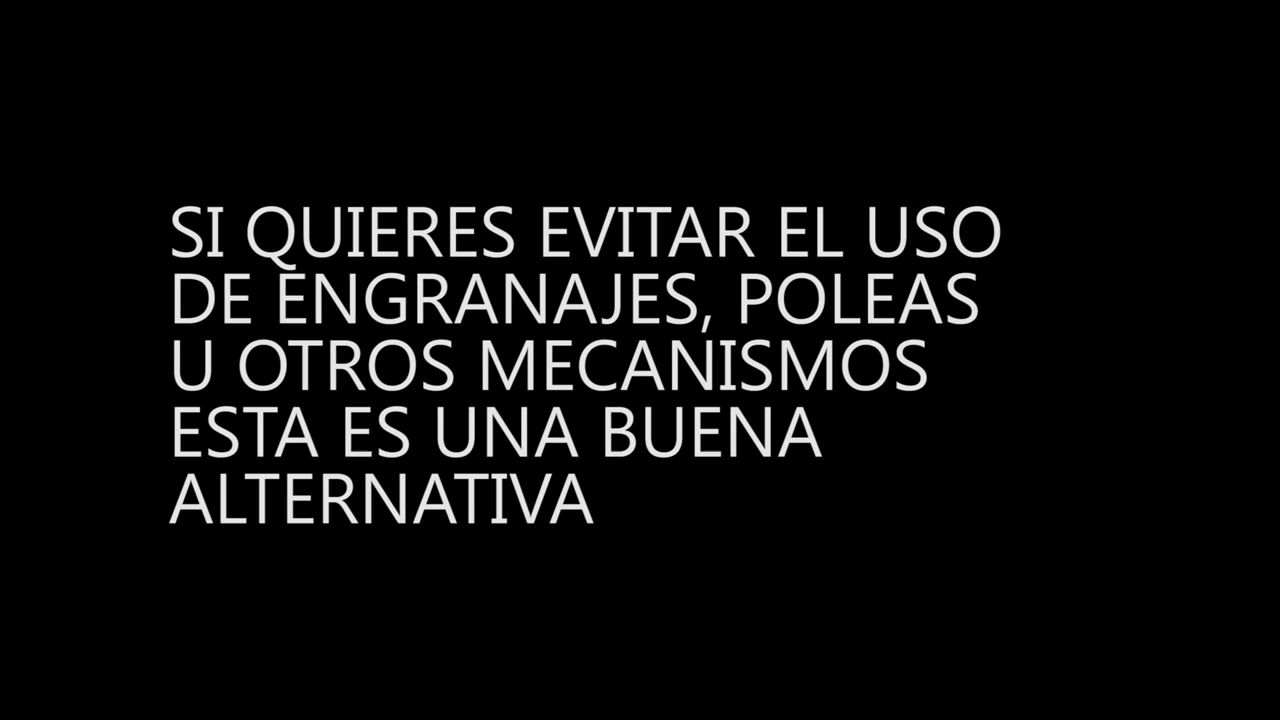 SI QUIERES EVITAR EL USO
DE ENGRANAJES, POLEAS
U OTROS MECANISMOS
ESTA ES UNA BUENA
ALTERNATIVA